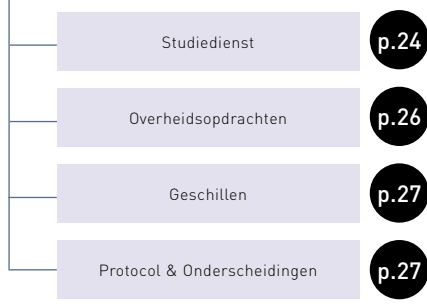 Studiedienst p.24
Overheidsopdrachten p.26
Geschillen p.27
Protocol & Onderscheidingen p.27